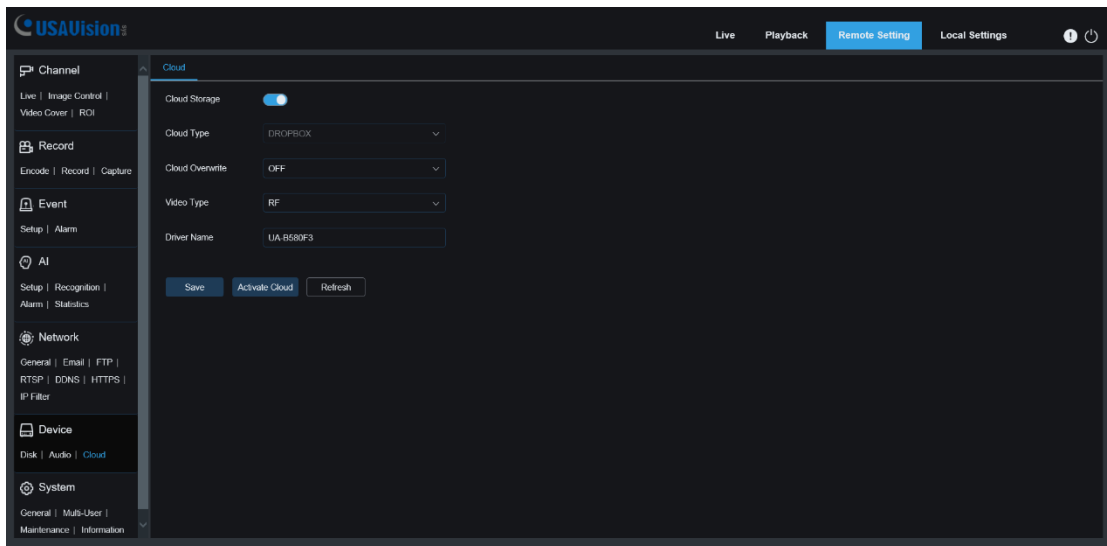 USAVision
Live
Playback
Remote Setting
Local Settings
Channel
Live | Image Control |
Video Cover | ROI
Record
Encode | Record | Capture
Event
Setup | Alarm
AI
Setup | Recognition |
Alarm | Statistics
Network
General | Email | FTP |
RTSP | DDNS | HTTPS |
IP Filter
Device
Disk | Audio | Cloud
System
General | Multi-User |
Maintenance | Information
Cloud
Cloud Storage
Cloud Type DROPBOX
Cloud Overwrite OFF
Video Type RF
Driver Name UA-B580F3
Save Activate Cloud Refresh